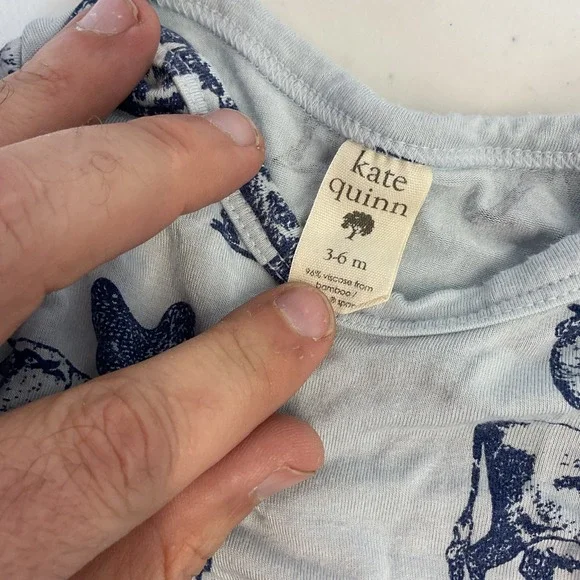 kate
quinn
3-6 m
96% viscose from
bamboo /